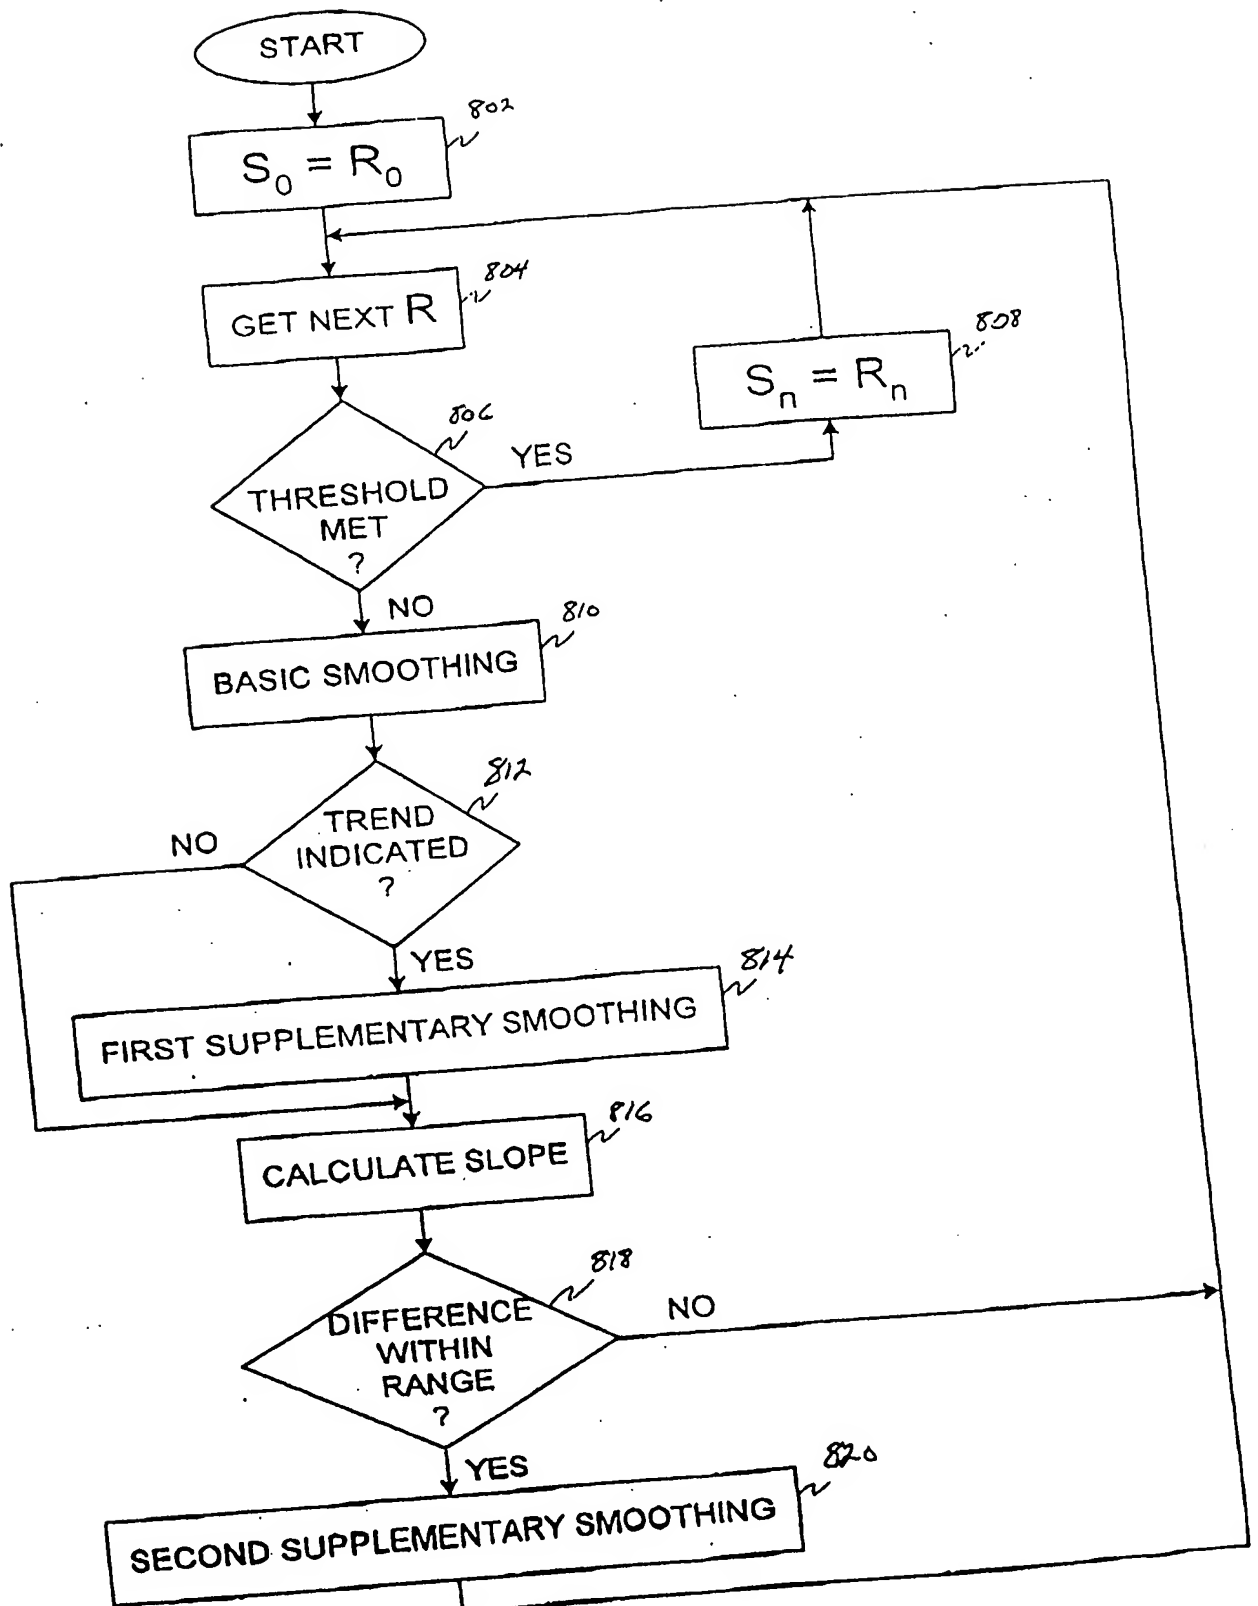 START
802
S₀ = R₀
804
GET NEXT R
808
Sₙ = Rₙ
806
YES
THRESHOLD
MET
?
NO
810
BASIC SMOOTHING
812
NO
TREND
INDICATED
?
YES
814
FIRST SUPPLEMENTARY SMOOTHING
816
CALCULATE SLOPE
818
NO
DIFFERENCE
WITHIN
RANGE
?
YES
820
SECOND SUPPLEMENTARY SMOOTHING